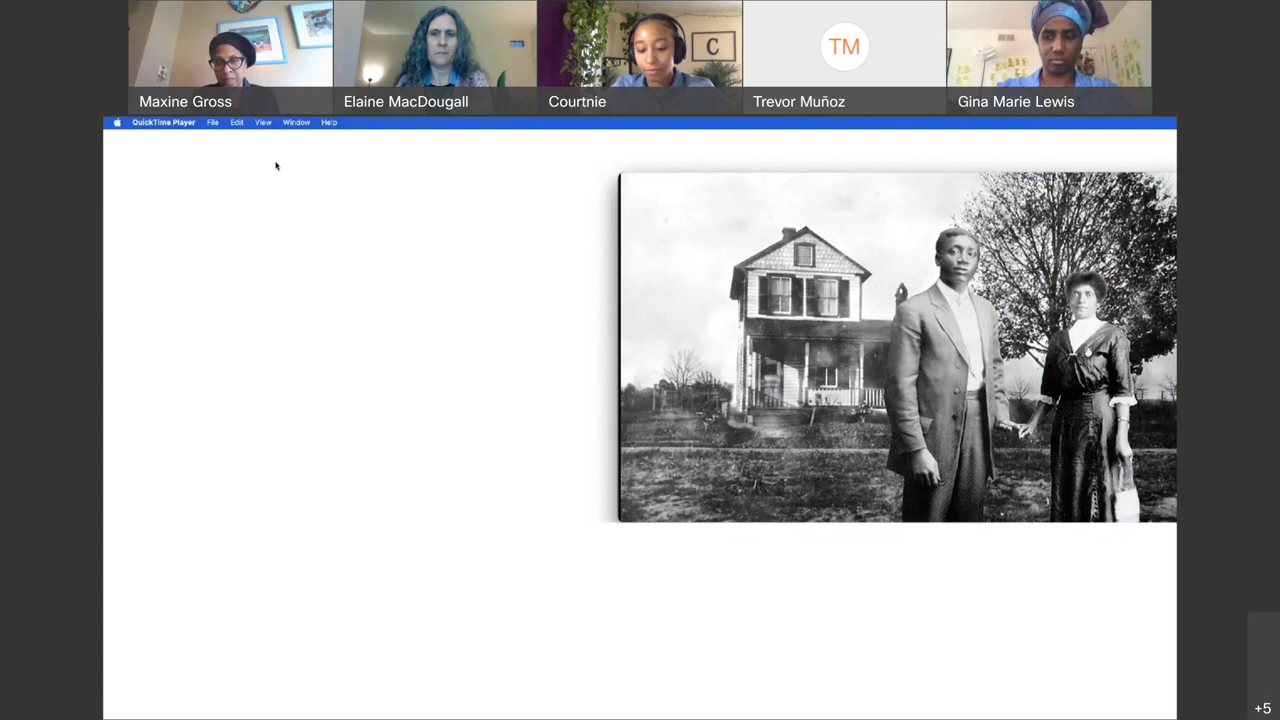 Maxine Gross
Elaine MacDougall
C
Courtnie
TM
Trevor Muñoz
Gina Marie Lewis
QuickTime Player File Edit View Window Help
+5